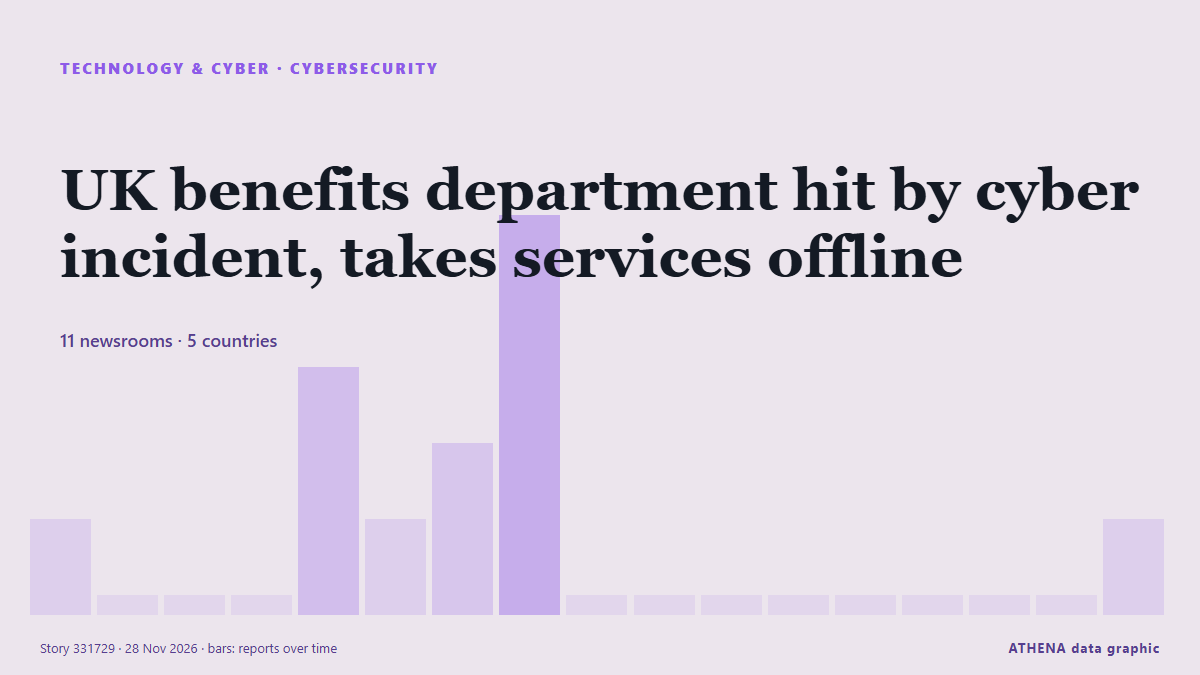 TECHNOLOGY & CYBER · CYBERSECURITY
UK benefits department hit by cyber
incident, takes services offline
11 newsrooms · 5 countries
Story 331729 · 28 Nov 2026 · bars: reports over time
ATHENA data graphic